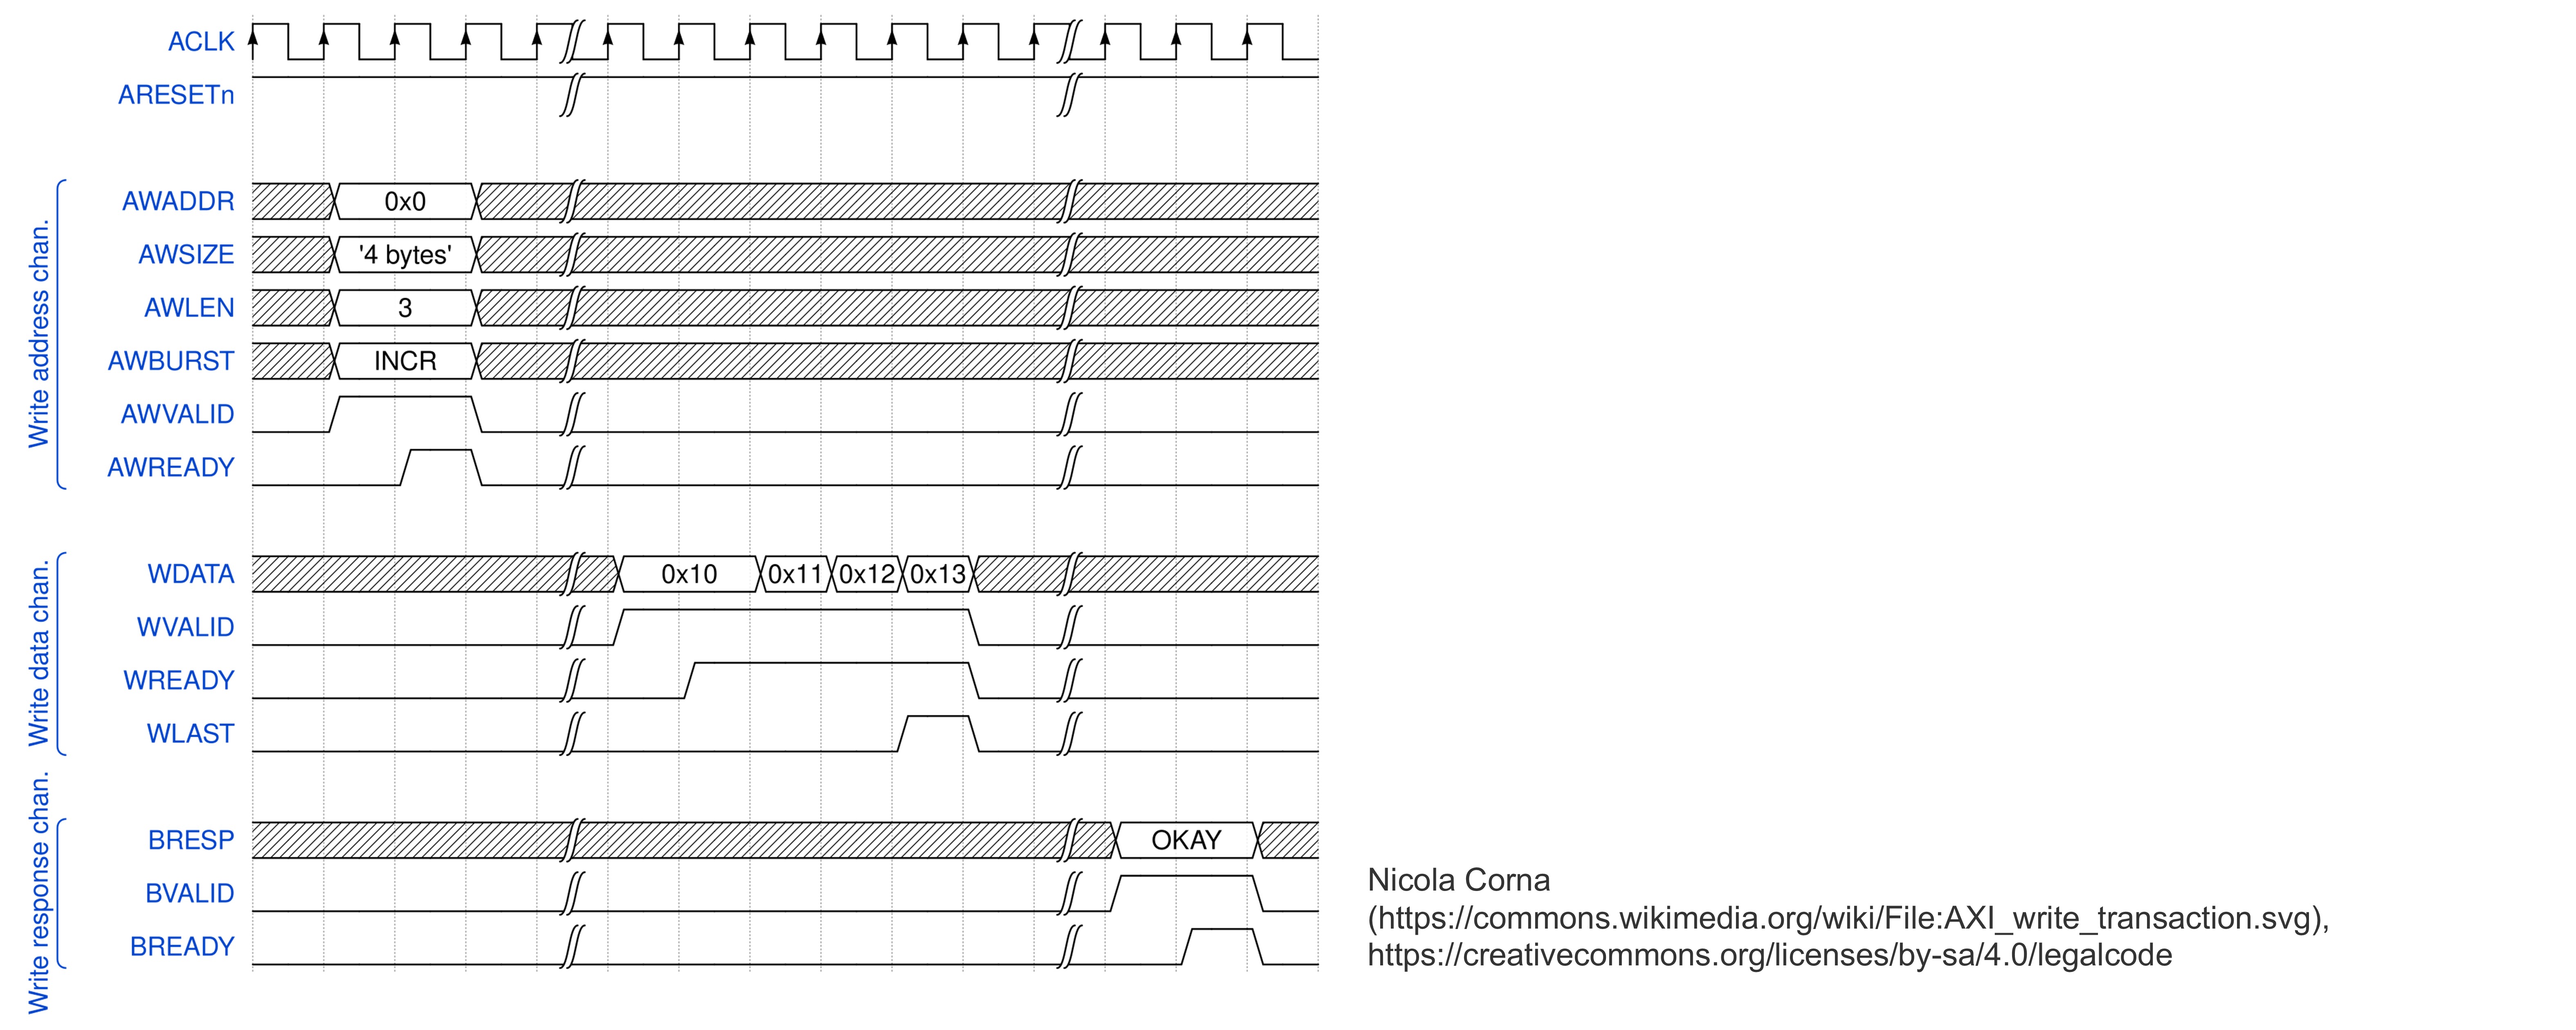 ACLK
ARESETn
Write address chan.
AWADDR 0x0
AWSIZE '4 bytes'
AWLEN 3
AWBURST INCR
AWVALID
AWREADY
Write data chan.
WDATA 0x10 0x11 0x12 0x13
WVALID
WREADY
WLAST
Write response chan.
BRESP OKAY
BVALID
BREADY
Nicola Corna
(https://commons.wikimedia.org/wiki/File:AXI_write_transaction.svg),
https://creativecommons.org/licenses/by-sa/4.0/legalcode